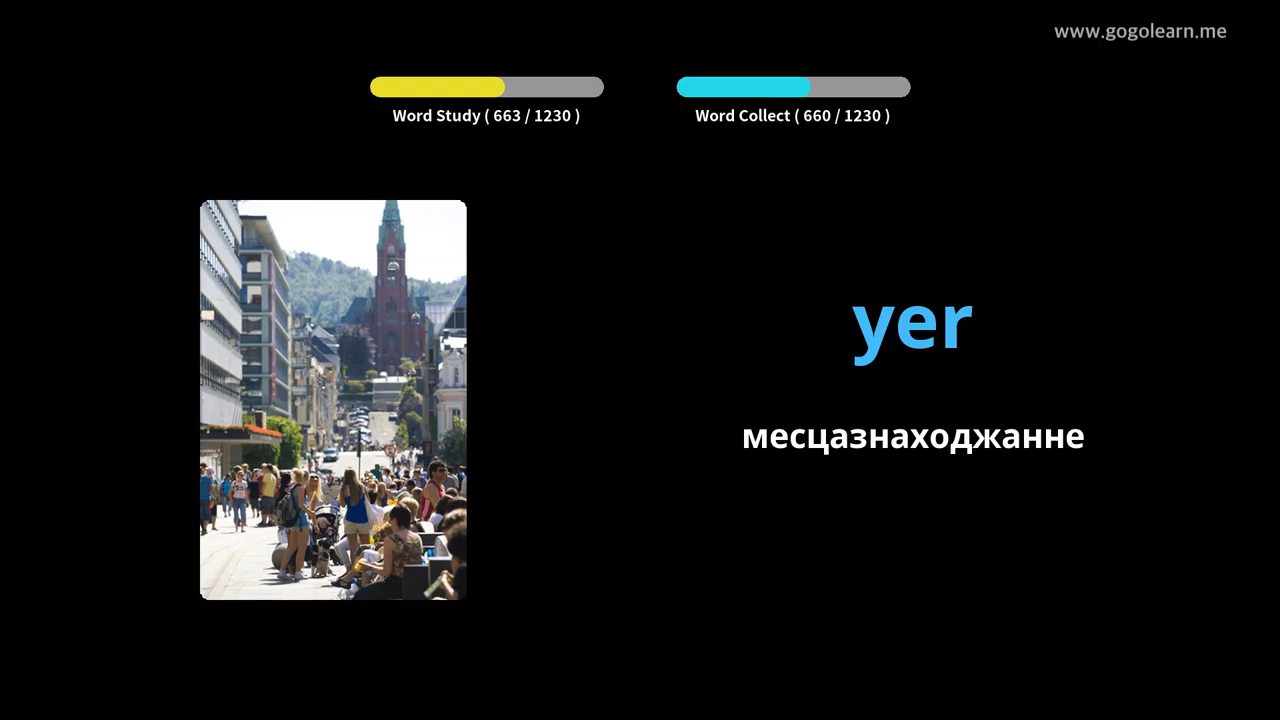 www.gogolearn.me
Word Study ( 663 / 1230 )
Word Collect ( 660 / 1230 )
yer
месцазнаходжанне